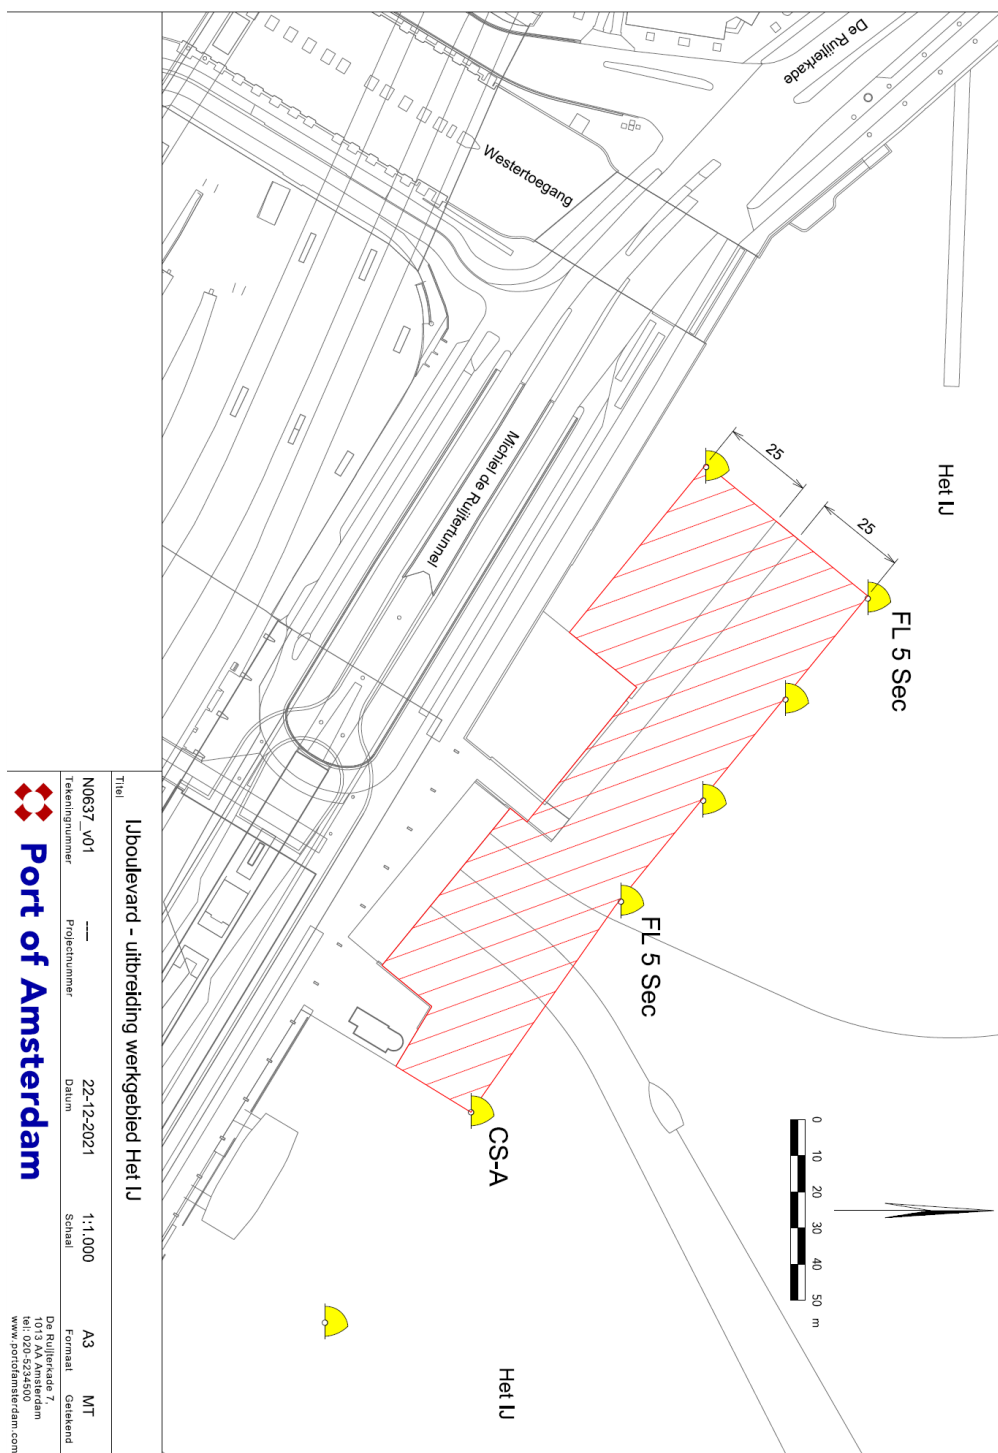 De Ruijterkade
Westertoegang
Michiel de Ruijtertunnel
Het IJ
25
25
FL 5 Sec
FL 5 Sec
CS-A
Het IJ
0 10 20 30 40 50 m
Titel
IJboulevard - uitbreiding werkgebied Het IJ
N0637_v01 ---- 22-12-2021 1:1.000 A3 MT
Tekeningnummer Projectnummer Datum Schaal Formaat Getekend
Port of Amsterdam
De Ruijterkade 7,
1013 AA Amsterdam
tel: 020-5234500
www.portofamsterdam.com